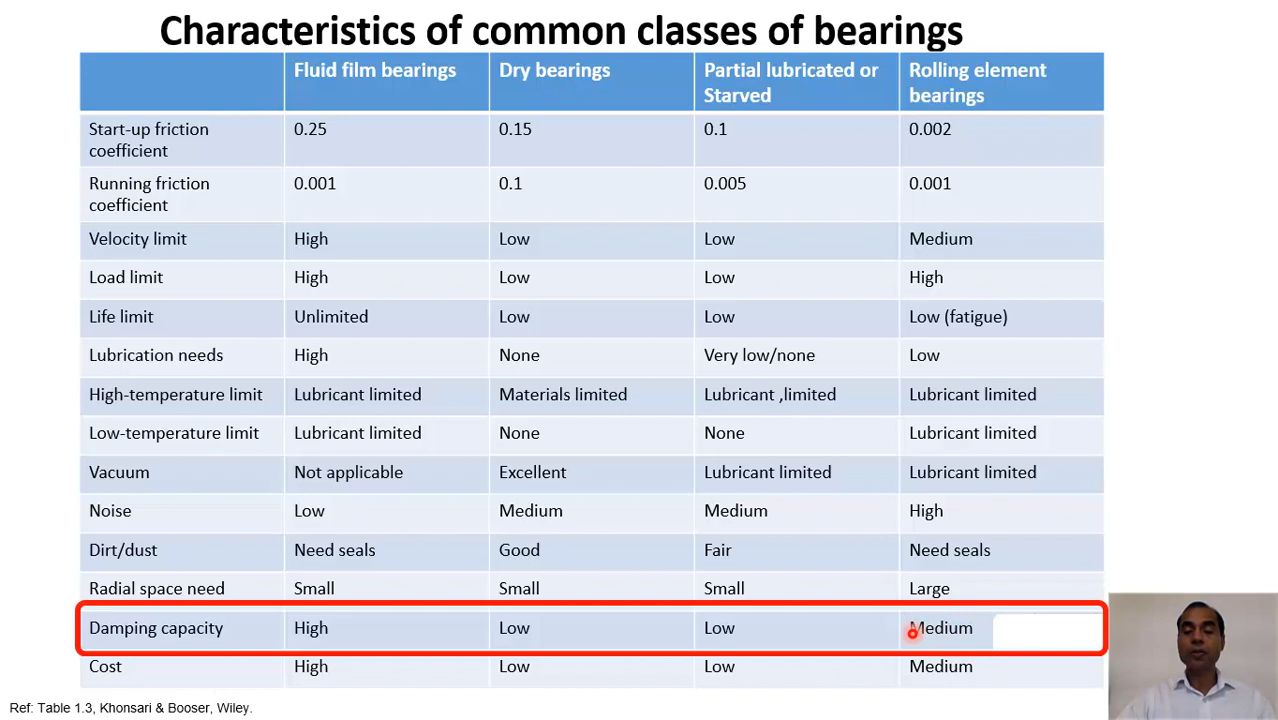 Characteristics of common classes of bearings
Fluid film bearings Dry bearings Partial lubricated or Rolling element
Starved bearings
Start-up friction 0.25 0.15 0.1 0.002
coefficient
Running friction 0.001 0.1 0.005 0.001
coefficient
Velocity limit High Low Low Medium
Load limit High Low Low High
Life limit Unlimited Low Low Low (fatigue)
Lubrication needs High None Very low/none Low
High-temperature limit Lubricant limited Materials limited Lubricant ,limited Lubricant limited
Low-temperature limit Lubricant limited None None Lubricant limited
Vacuum Not applicable Excellent Lubricant limited Lubricant limited
Noise Low Medium Medium High
Dirt/dust Need seals Good Fair Need seals
Radial space need Small Small Small Large
Damping capacity High Low Low Medium
Cost High Low Low Medium
Ref: Table 1.3, Khonsari & Booser, Wiley.